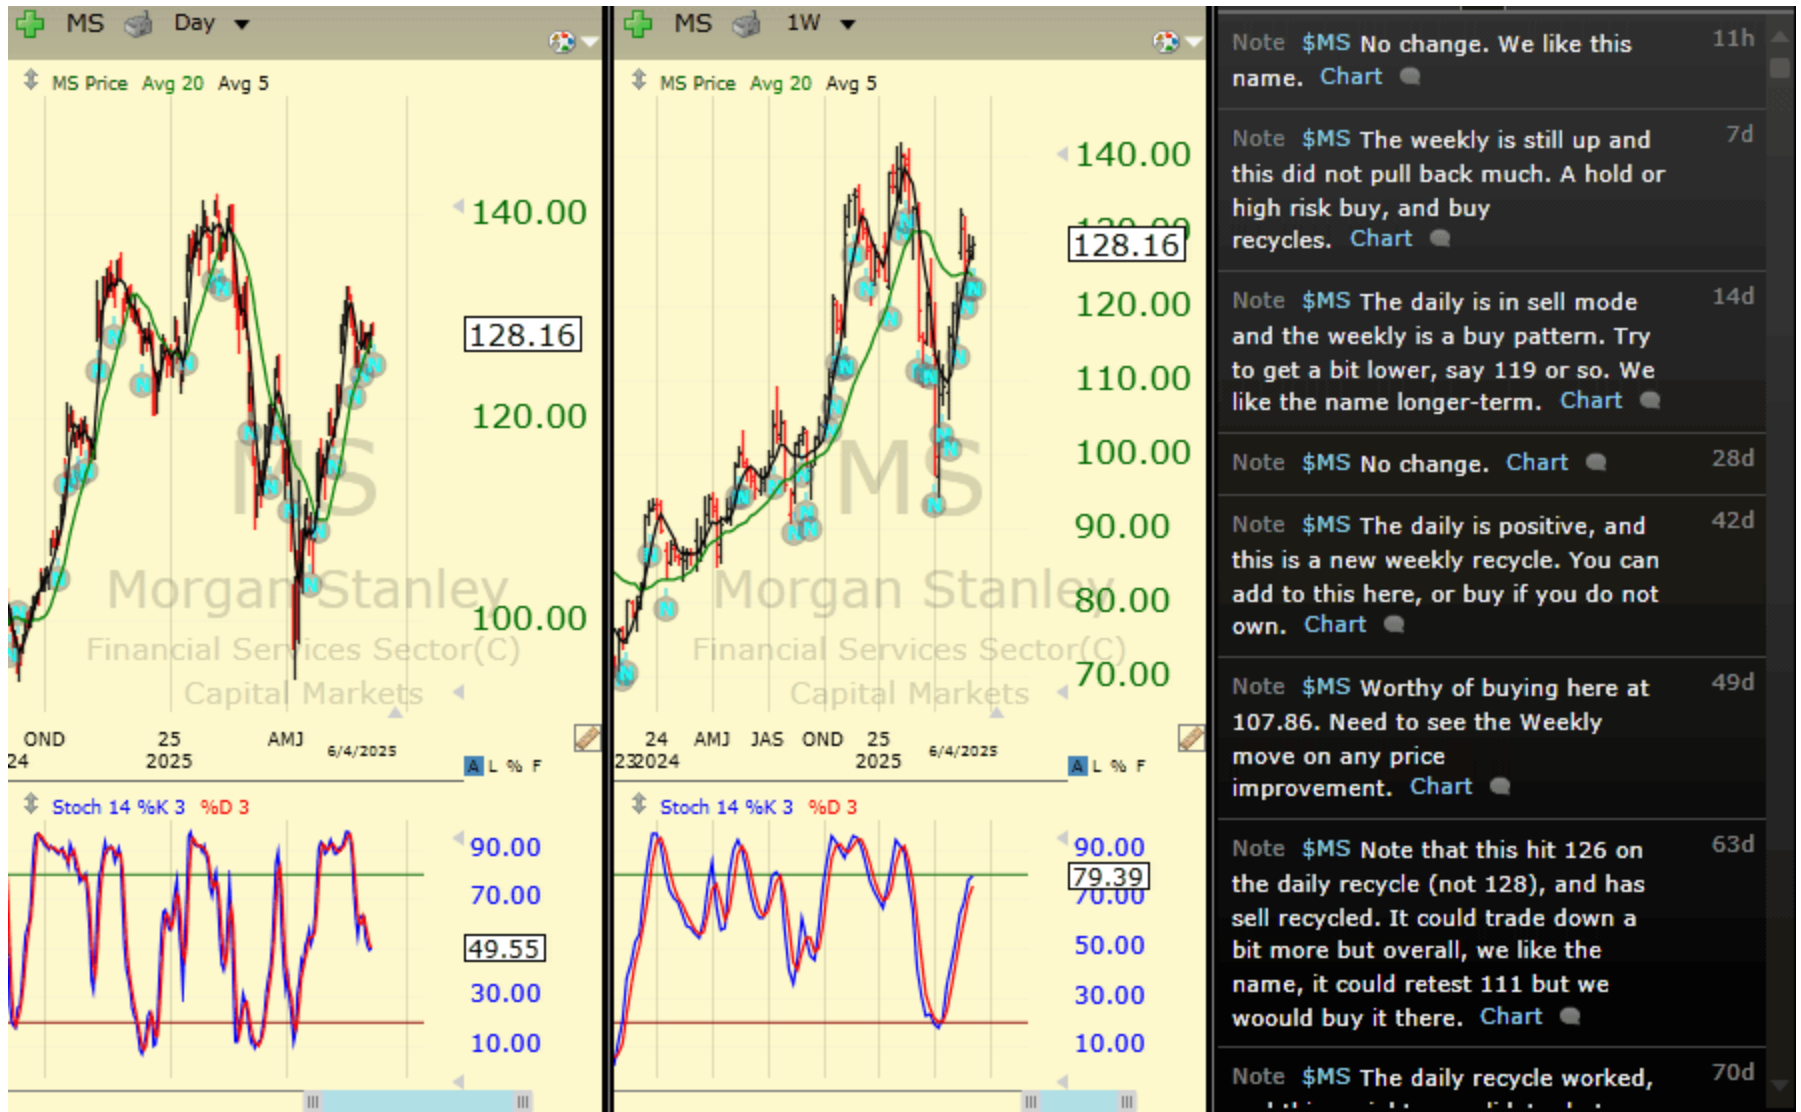 MS Day
MS Price Avg 20 Avg 5
140.00
128.16
120.00
100.00
MS
Morgan Stanley
Financial Services Sector(C)
Capital Markets
OND 25 AMJ 6/4/2025
24 2025
A L % F
Stoch 14 %K 3 %D 3
90.00
70.00
49.55
30.00
10.00
MS 1W
MS Price Avg 20 Avg 5
140.00
128.16
120.00
110.00
100.00
90.00
80.00
70.00
MS
Morgan Stanley
Financial Services Sector(C)
Capital Markets
24 AMJ JAS OND 25 6/4/2025
23 2024 2025
A L % F
Stoch 14 %K 3 %D 3
90.00
79.39
70.00
50.00
30.00
10.00
Note $MS No change. We like this 11h
name. Chart
Note $MS The weekly is still up and 7d
this did not pull back much. A hold or
high risk buy, and buy
recycles. Chart
Note $MS The daily is in sell mode 14d
and the weekly is a buy pattern. Try
to get a bit lower, say 119 or so. We
like the name longer-term. Chart
Note $MS No change. Chart 28d
Note $MS The daily is positive, and 42d
this is a new weekly recycle. You can
add to this here, or buy if you do not
own. Chart
Note $MS Worthy of buying here at 49d
107.86. Need to see the Weekly
move on any price
improvement. Chart
Note $MS Note that this hit 126 on 63d
the daily recycle (not 128), and has
sell recycled. It could trade down a
bit more but overall, we like the
name, it could retest 111 but we
woould buy it there. Chart
Note $MS The daily recycle worked, 70d